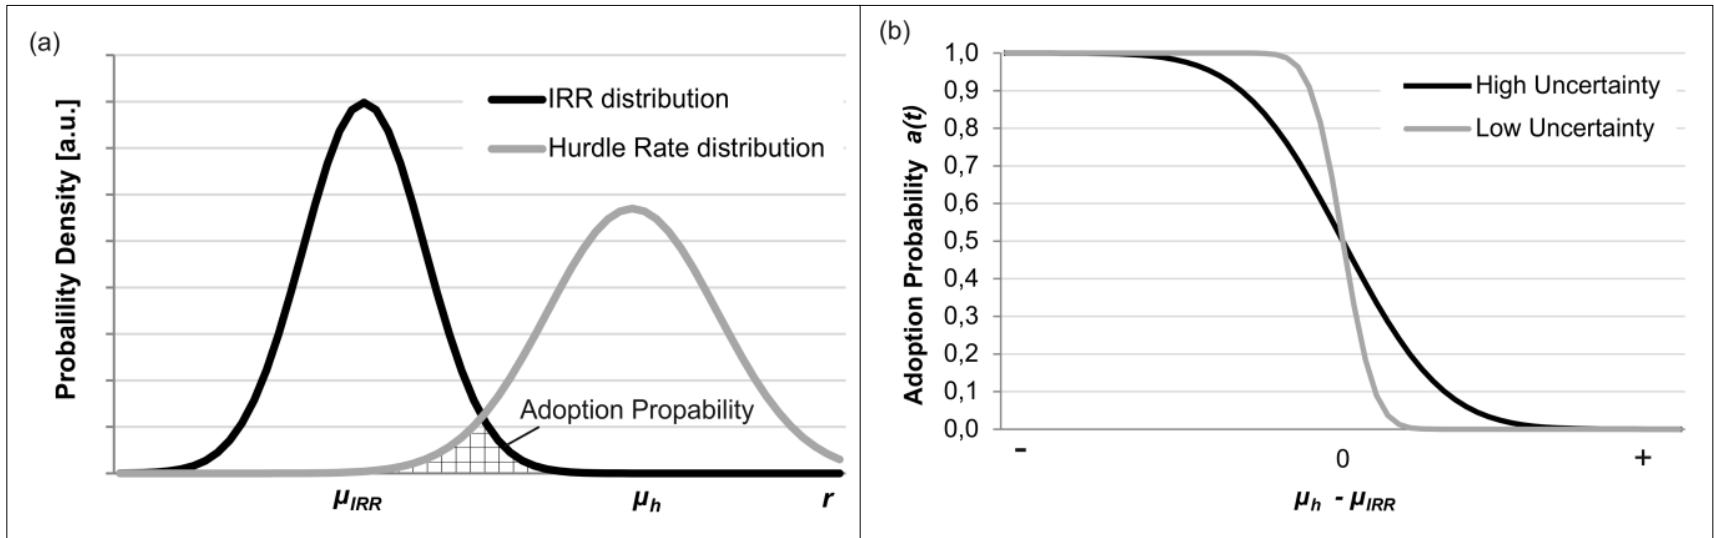 (a)
Probalility Density [a.u.]
IRR distribution
Hurdle Rate distribution
Adoption Propability
μIRR
μh
r
(b)
Adoption Probability a(t)
1,0
0,9
0,8
0,7
0,6
0,5
0,4
0,3
0,2
0,1
0,0
High Uncertainty
Low Uncertainty
-
0
+
μh - μIRR